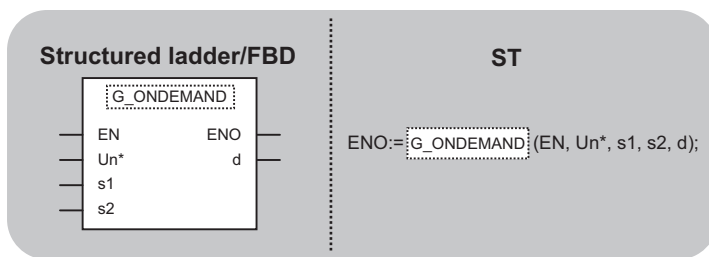 Structured ladder/FBD
G_ONDEMAND
EN ENO
Un* d
s1
s2
ST
ENO:= G_ONDEMAND (EN, Un*, s1, s2, d);